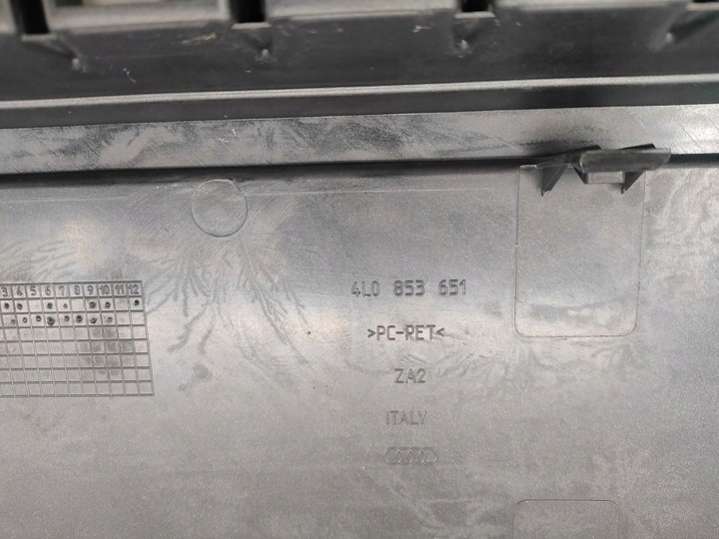 4L0 853 651
>PC-RET<
ZA2
ITALY
3 4 5 6 7 8 9 10 11 12